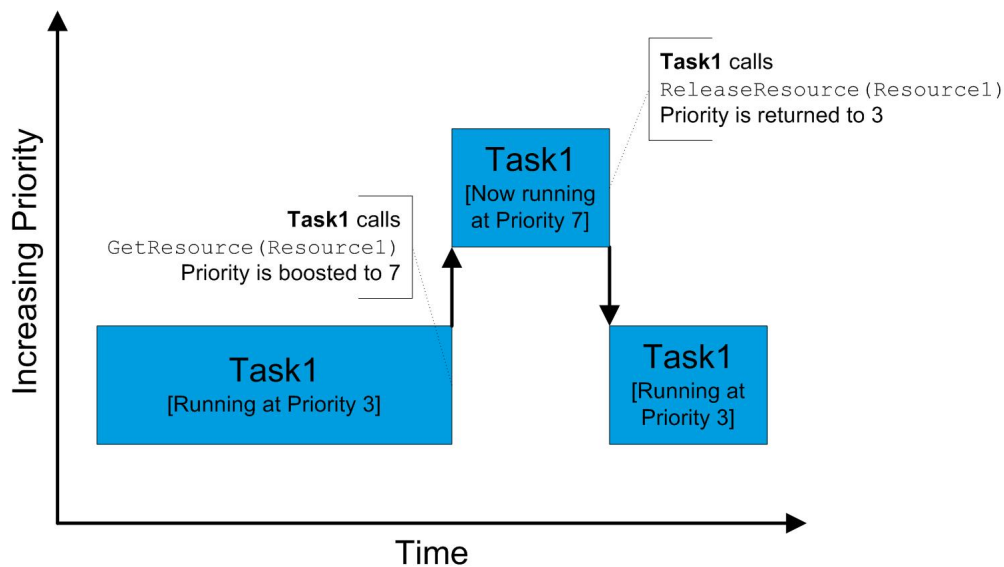 Increasing Priority
Task1 calls
ReleaseResource(Resource1)
Priority is returned to 3
Task1
[Now running
at Priority 7]
Task1 calls
GetResource(Resource1)
Priority is boosted to 7
Task1
[Running at Priority 3]
Task1
[Running at
Priority 3]
Time